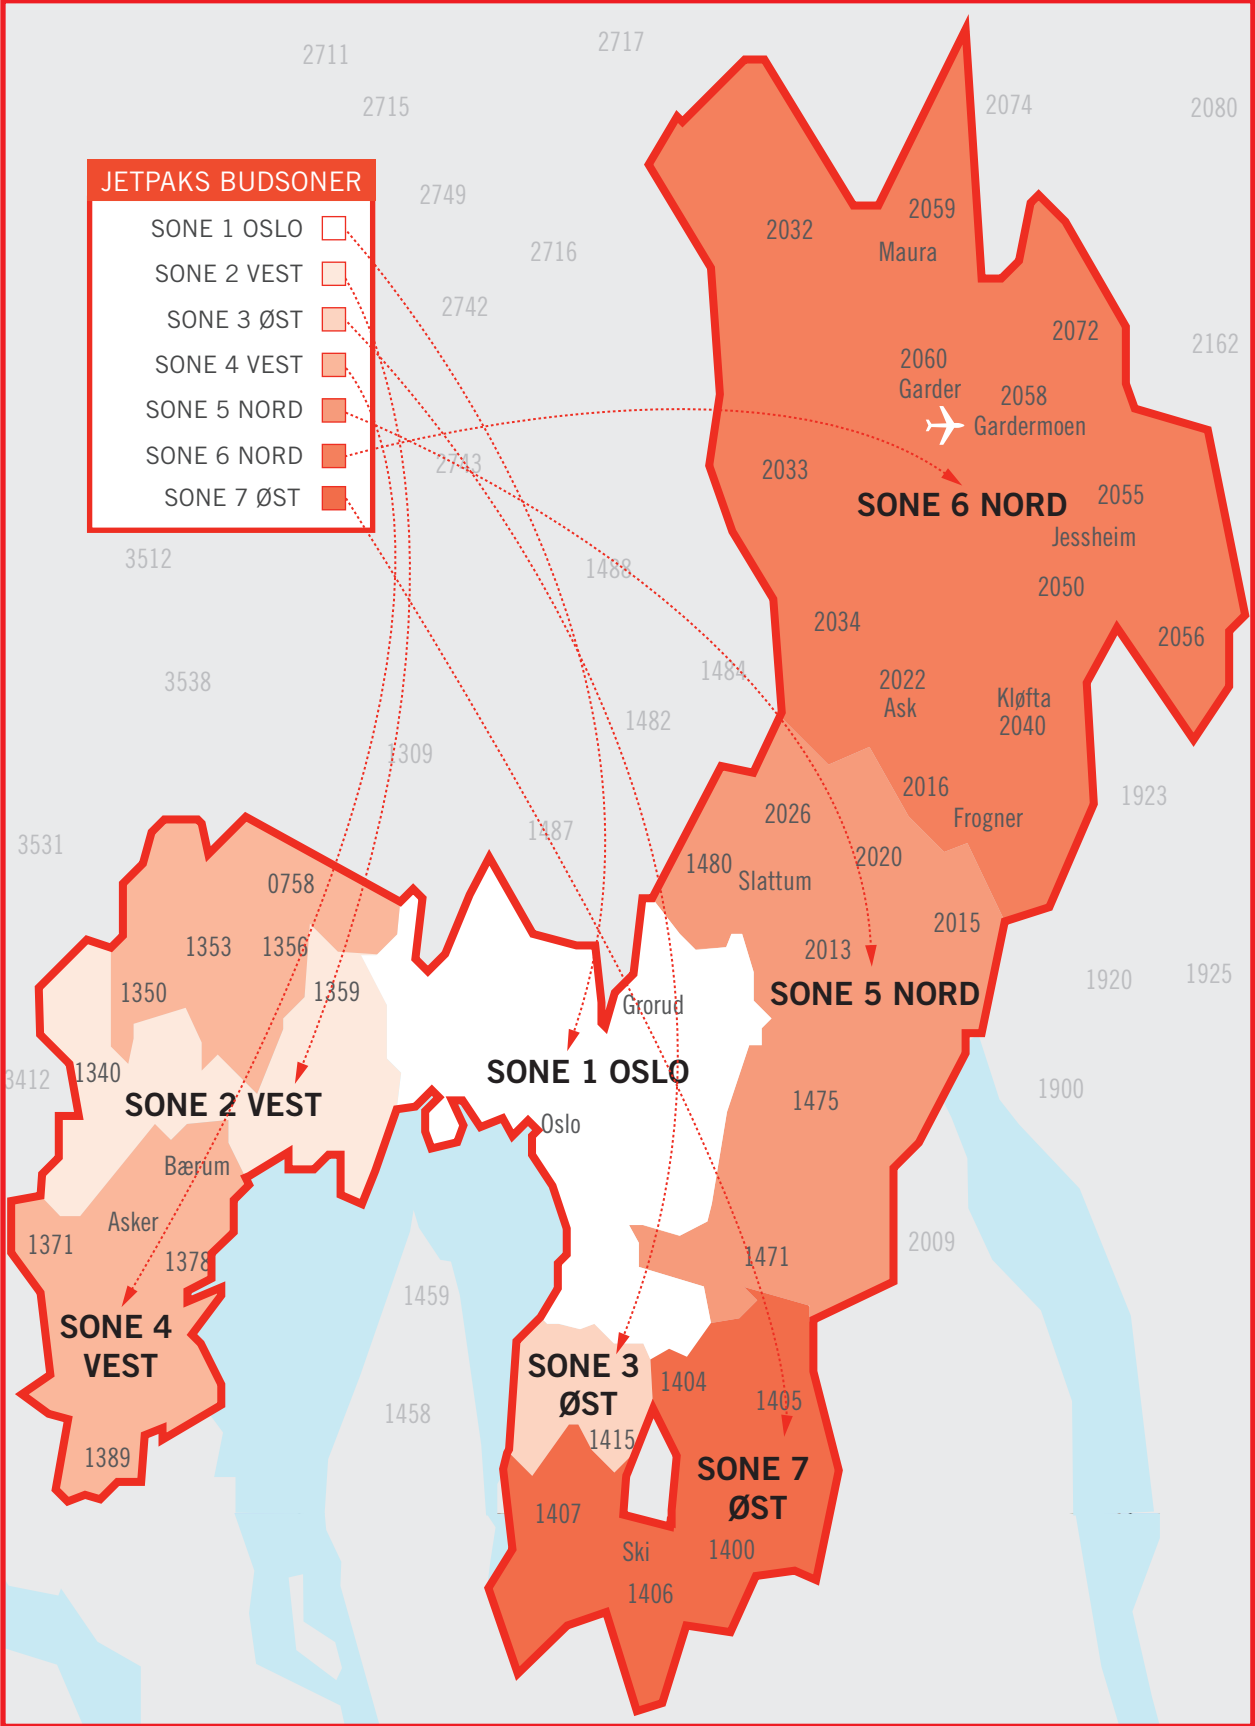 2711
2717
2715
2074
2080
JETPAKS BUDSONER
SONE 1 OSLO
SONE 2 VEST
SONE 3 ØST
SONE 4 VEST
SONE 5 NORD
SONE 6 NORD
SONE 7 ØST
2749
2716
2742
2743
2032
2059
Maura
2072
2162
2060
Garder
2058
Gardermoen
2033
SONE 6 NORD
2055
Jessheim
3512
1488
2050
2034
2056
3538
1484
2022
Ask
Kløfta
2040
1482
1309
2016
Frogner
1923
3531
1487
2026
2020
1480
Slattum
0758
1353
1356
2015
2013
1350
1359
SONE 5 NORD
1920
1925
Grorud
3412
1340
SONE 1 OSLO
SONE 2 VEST
1475
1900
Oslo
Bærum
Asker
1371
1378
1471
2009
1459
SONE 4
VEST
SONE 3
ØST
1404
1405
1458
1415
1389
SONE 7
ØST
1407
Ski
1400
1406